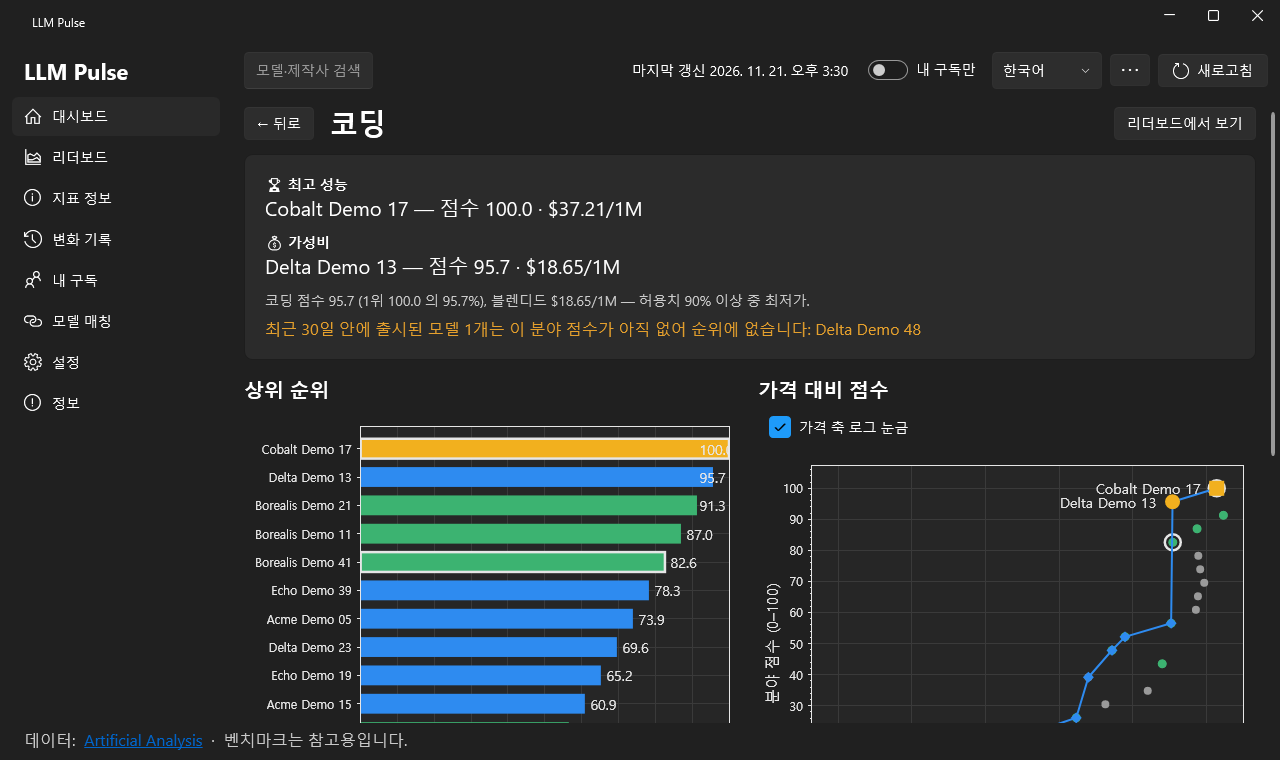 LLM Pulse
LLM Pulse
모델·제작사 검색
마지막 갱신 2026. 11. 21. 오후 3:30
내 구독만
한국어
···
새로고침
대시보드
리더보드
지표 정보
변화 기록
내 구독
모델 매칭
설정
정보
← 뒤로
코딩
리더보드에서 보기
최고 성능
Cobalt Demo 17 — 점수 100.0 · $37.21/1M
가성비
Delta Demo 13 — 점수 95.7 · $18.65/1M
코딩 점수 95.7 (1위 100.0 의 95.7%), 블렌디드 $18.65/1M — 허용치 90% 이상 중 최저가.
최근 30일 안에 출시된 모델 1개는 이 분야 점수가 아직 없어 순위에 없습니다: Delta Demo 48
상위 순위
Cobalt Demo 17 100.0
Delta Demo 13 95.7
Borealis Demo 21 91.3
Borealis Demo 11 87.0
Borealis Demo 41 82.6
Echo Demo 39 78.3
Acme Demo 05 73.9
Delta Demo 23 69.6
Echo Demo 19 65.2
Acme Demo 15 60.9
가격 대비 점수
가격 축 로그 눈금
Cobalt Demo 17
Delta Demo 13
100
90
80
70
60
50
40
30
분야 점수 (0–100)
데이터: Artificial Analysis · 벤치마크는 참고용입니다.